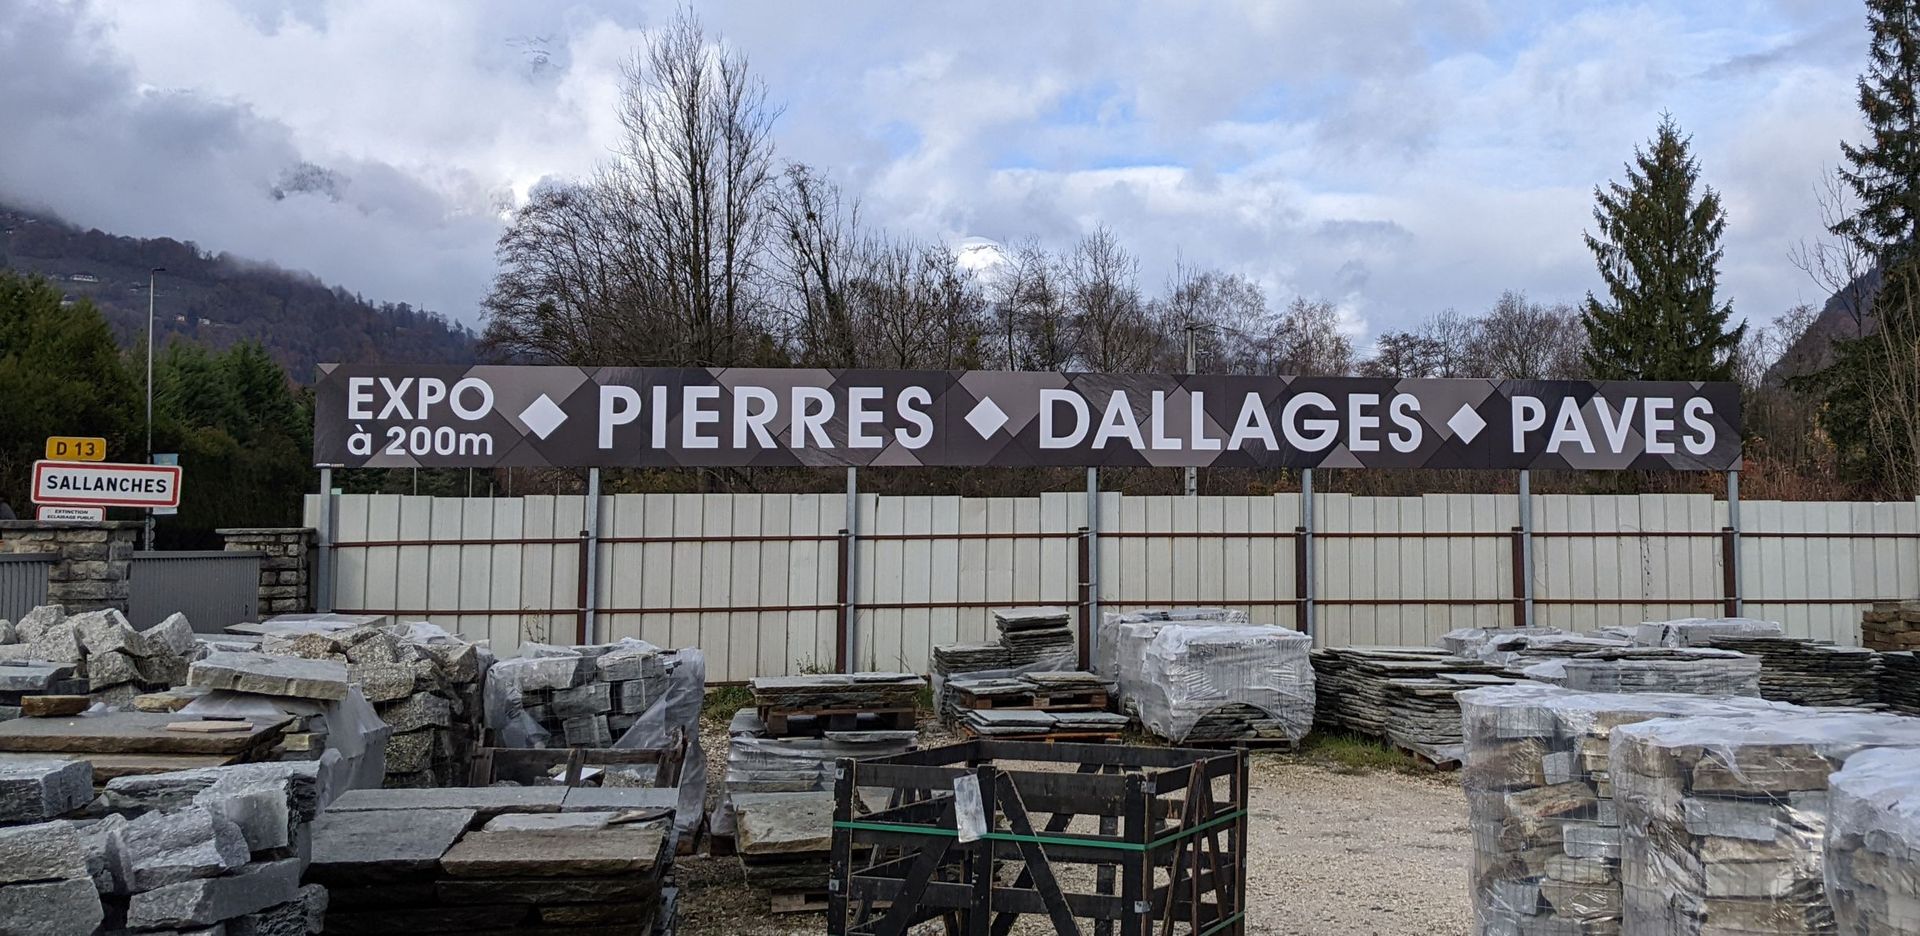 EXPO
à 200m
PIERRES
DALLAGES
PAVES
D 13
SALLANCHES
EXTINCTION
ECLAIRAGE PUBLIC